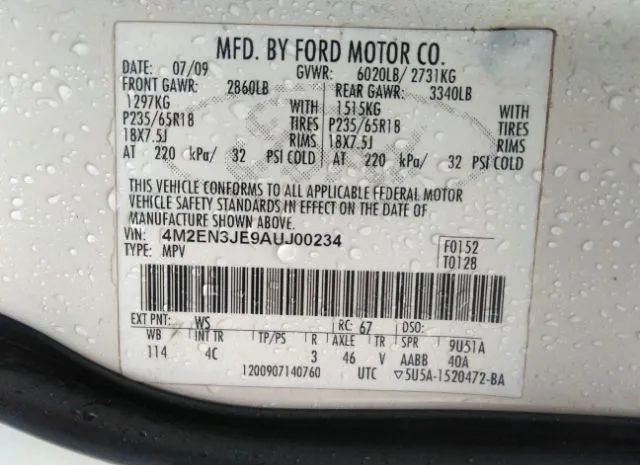 MFD. BY FORD MOTOR CO.
DATE: 07/09 GVWR: 6020LB/ 2731KG
FRONT GAWR: 2860LB REAR GAWR: 3340LB
1297KG WITH 1515KG WITH
P235/65R18 TIRES P235/65R18 TIRES
18X7.5J RIMS 18X7.5J RIMS
AT 220 kPa/ 32 PSI COLD AT 220 kPa/ 32 PSI COLD
THIS VEHICLE CONFORMS TO ALL APPLICABLE FEDERAL MOTOR
VEHICLE SAFETY STANDARDS IN EFFECT ON THE DATE OF
MANUFACTURE SHOWN ABOVE.
VIN: 4M2EN3JE9AUJ00234 F0152
TYPE: MPV T0128
EXT PNT: WS RC: 67 DSO:
WB INT TR TP/PS R AXLE TR SPR 9U51A
114 4C 3 46 V AABB 40A
1200907140760 UTC ▽5U5A-1520472-BA